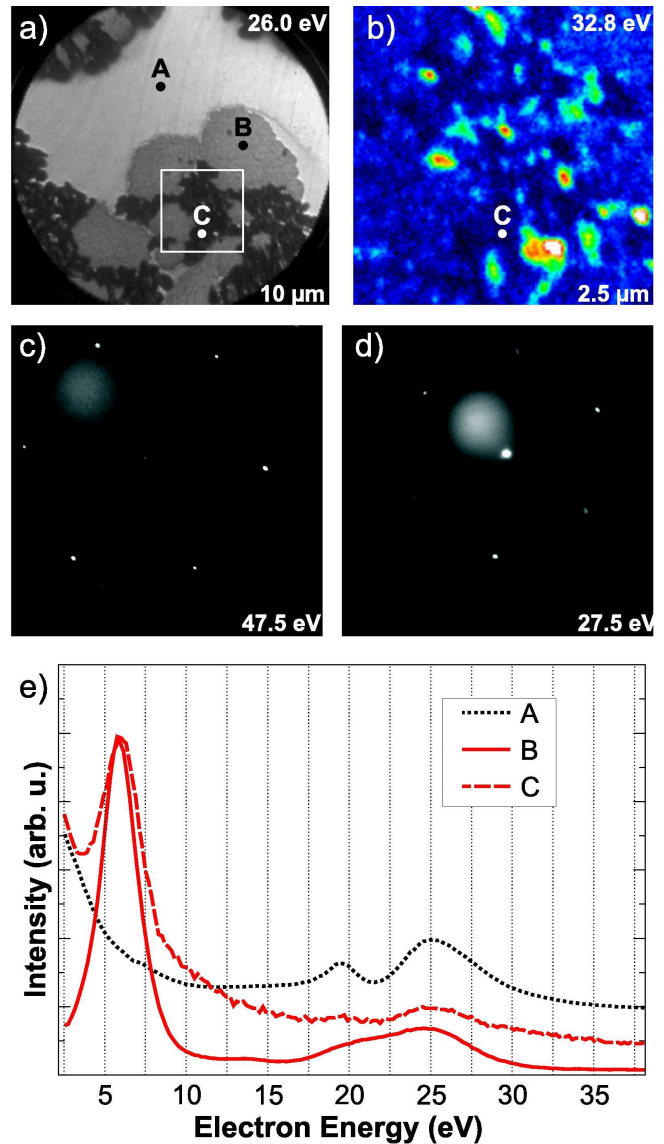 a) 26.0 eV
A
B
C
10 µm
b) 32.8 eV
C
2.5 µm
c)
47.5 eV
d)
27.5 eV
e)
A
B
C
Intensity (arb. u.)
5 10 15 20 25 30 35
Electron Energy (eV)